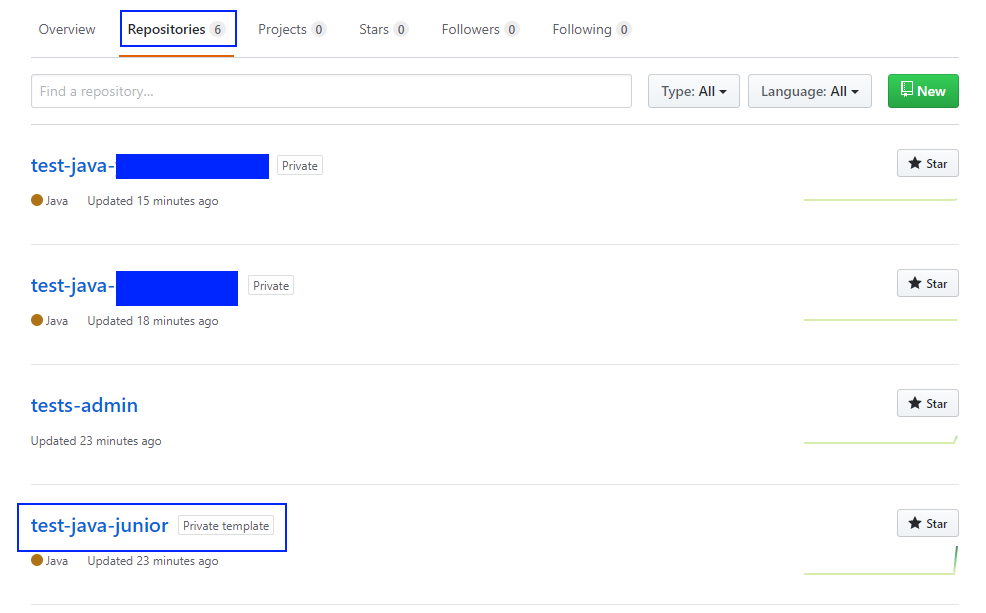 Overview Repositories 6 Projects 0 Stars 0 Followers 0 Following 0
Find a repository... Type: All Language: All New
test-java- Private Star
Java Updated 15 minutes ago
test-java- Private Star
Java Updated 18 minutes ago
tests-admin Star
Updated 23 minutes ago
test-java-junior Private template Star
Java Updated 23 minutes ago